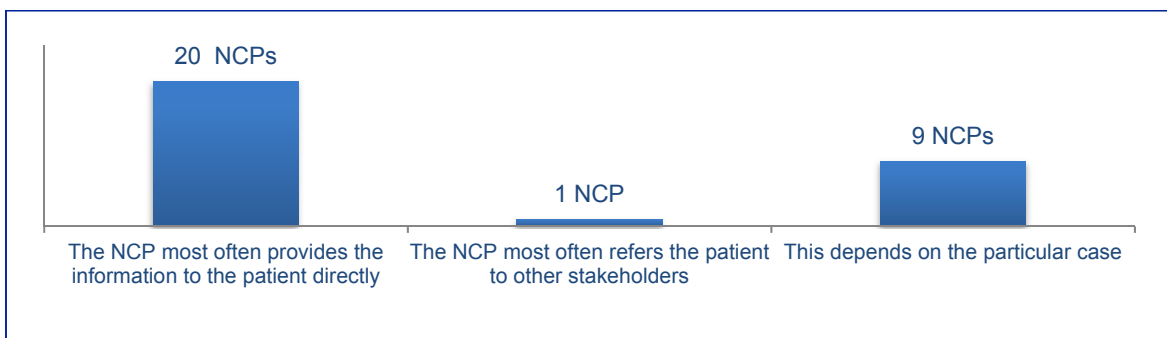 20 NCPs
1 NCP
9 NCPs
The NCP most often provides the
information to the patient directly
The NCP most often refers the patient
to other stakeholders
This depends on the particular case